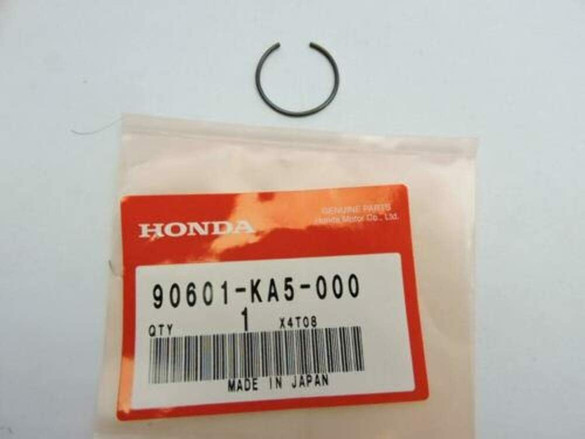 GENUINE PARTS
HONDA Honda Motor Co., Ltd.
90601-KA5-000
QTY 1 X4T08
MADE IN JAPAN